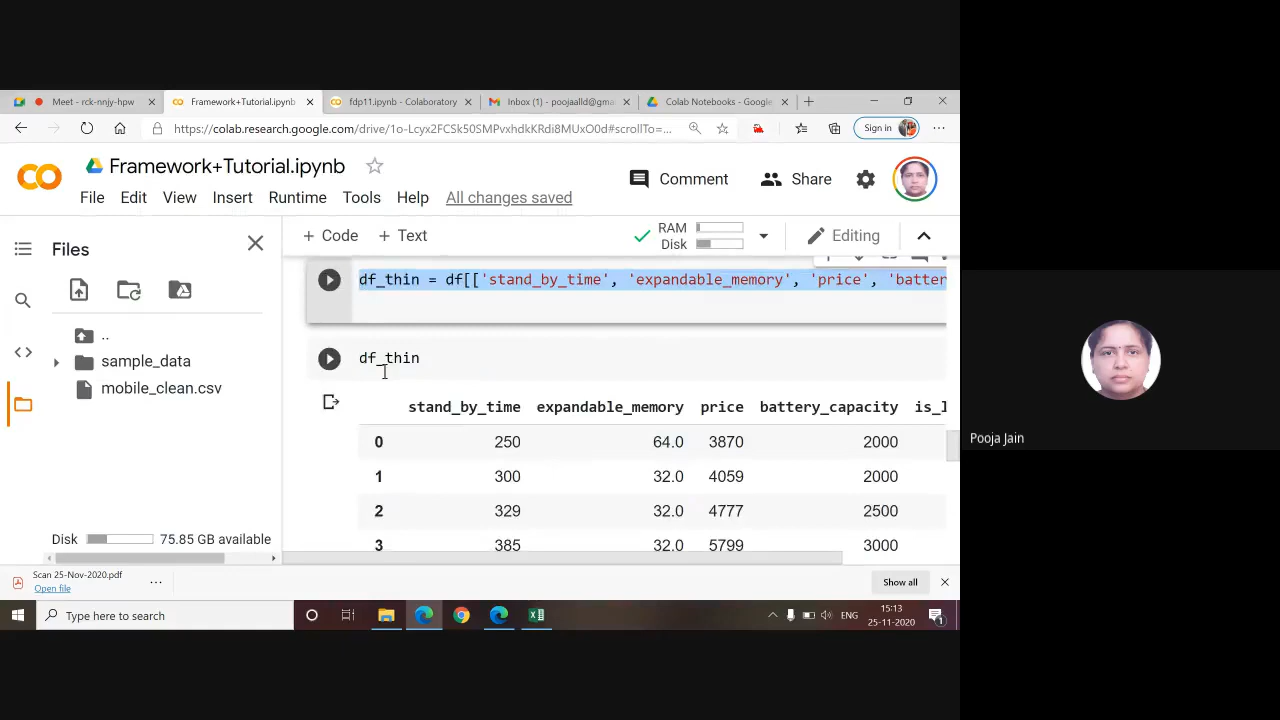 Meet - rck-nnjy-hpw
Framework+Tutorial.ipynb
fdp11.ipynb - Colaboratory
Inbox (1) - poojaalld@gma
Colab Notebooks - Google
https://colab.research.google.com/drive/1o-Lcyx2FCSk50SMPvxhdkKRdi8MUxO0d#scrollTo=...
Sign in
Framework+Tutorial.ipynb
Comment
Share
File Edit View Insert Runtime Tools Help All changes saved
Files
+ Code + Text
RAM
Disk
Editing
..
sample_data
mobile_clean.csv
Disk 75.85 GB available
df_thin = df[['stand_by_time', 'expandable_memory', 'price', 'batter
df_thin
stand_by_time expandable_memory price battery_capacity is_l
0 250 64.0 3870 2000
1 300 32.0 4059 2000
2 329 32.0 4777 2500
3 385 32.0 5799 3000
Scan 25-Nov-2020.pdf
Open file
Show all
Type here to search
ENG
15:13
25-11-2020
1
Pooja Jain